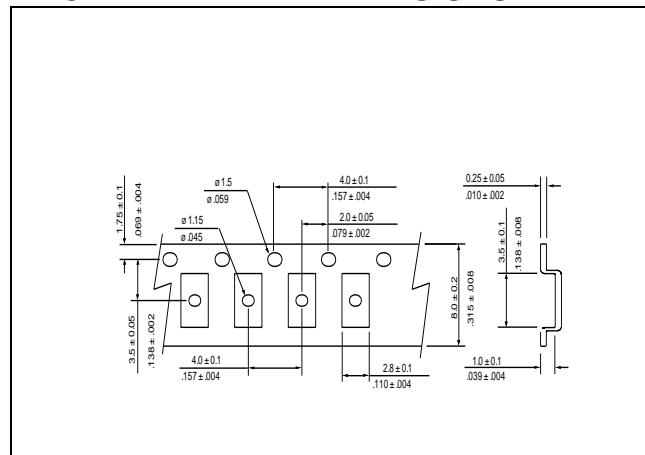 1.75 ± 0.1
.069 ± .004
ø 1.5
ø .059
4.0 ± 0.1
.157 ± .004
0.25 ± 0.05
.010 ± .002
ø 1.15
ø .045
2.0 ± 0.05
.079 ± .002
3.5 ± 0.1
.138 ± .008
8.0 ± 0.2
.315 ± .008
3.5 ± 0.05
.138 ± .002
4.0 ± 0.1
.157 ± .004
2.8 ± 0.1
.110 ± .004
1.0 ± 0.1
.039 ± .004